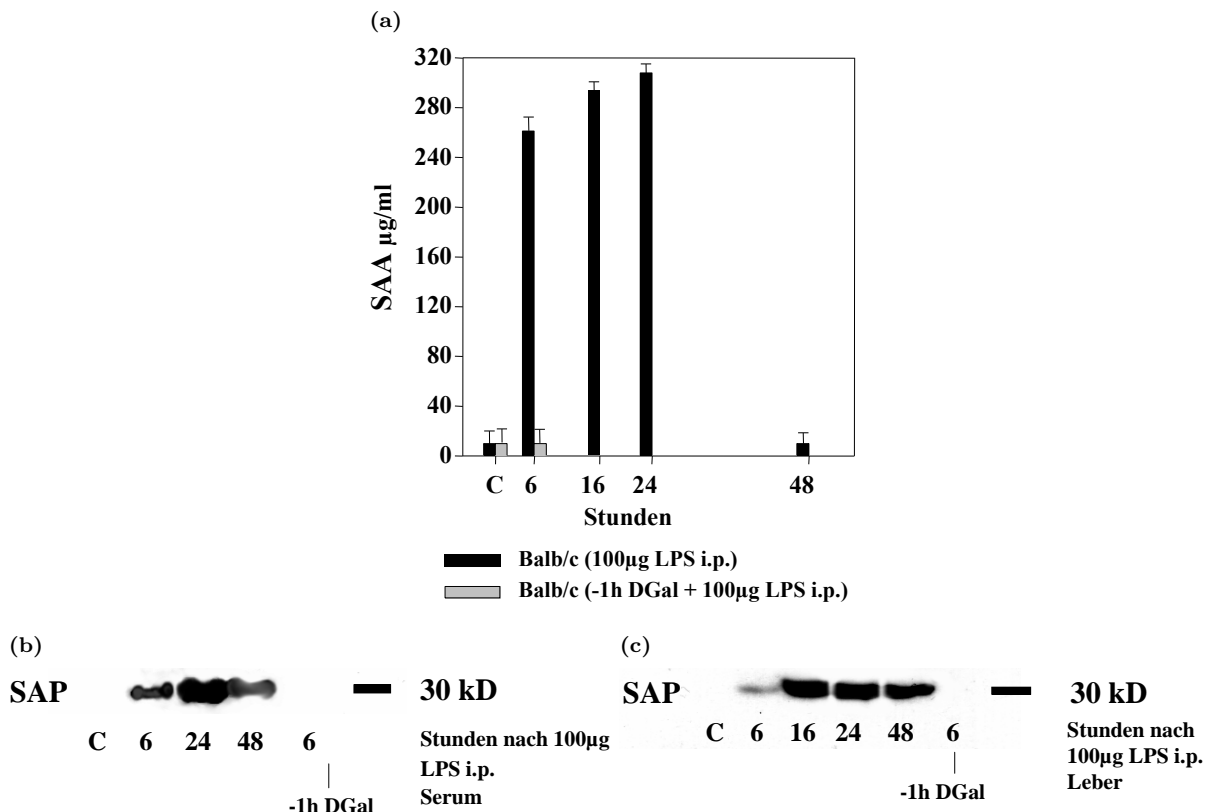 (a)
320
280
240
200
160
120
80
40
0
SAA µg/ml
C 6 16 24 48
Stunden
Balb/c (100µg LPS i.p.)
Balb/c (-1h DGal + 100µg LPS i.p.)
(b)
SAP
30 kD
C 6 24 48 6
Stunden nach 100µg
LPS i.p.
Serum
-1h DGal
(c)
SAP
30 kD
C 6 16 24 48 6
Stunden nach
100µg LPS i.p.
Leber
-1h DGal